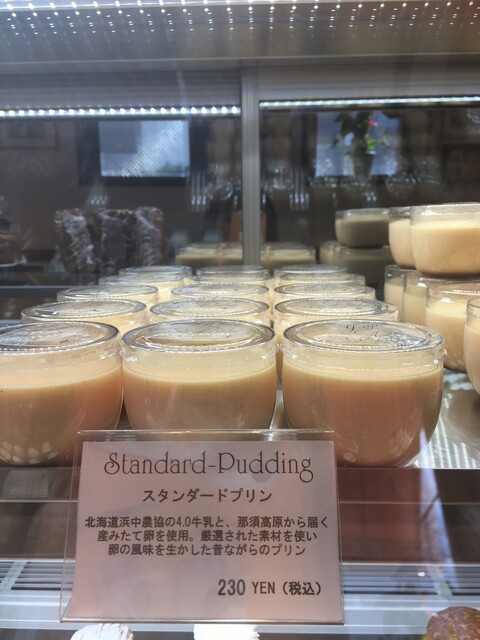 Standard-Pudding
スタンダードプリン
北海道浜中農協の4.0牛乳と、那須高原から届く
産みたて卵を使用。厳選された素材を使い
卵の風味を生かした昔ながらのプリン
230 YEN（税込）